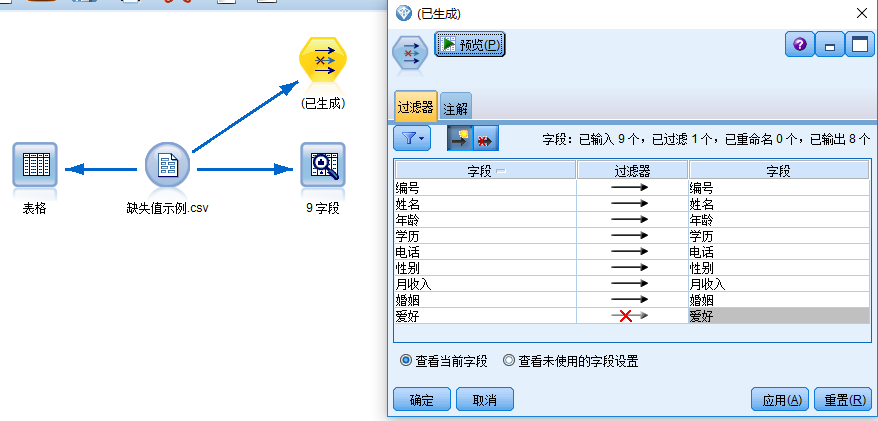 (已生成)
表格
缺失值示例.csv
9 字段
(已生成)
预览(P)
?
过滤器
注解
字段：已输入 9 个，已过滤 1 个，已重命名 0 个，已输出 8 个
字段 过滤器 字段
编号 编号
姓名 姓名
年龄 年龄
学历 学历
电话 电话
性别 性别
月收入 月收入
婚姻 婚姻
爱好 爱好
查看当前字段 查看未使用的字段设置
确定 取消 应用(A) 重置(R)